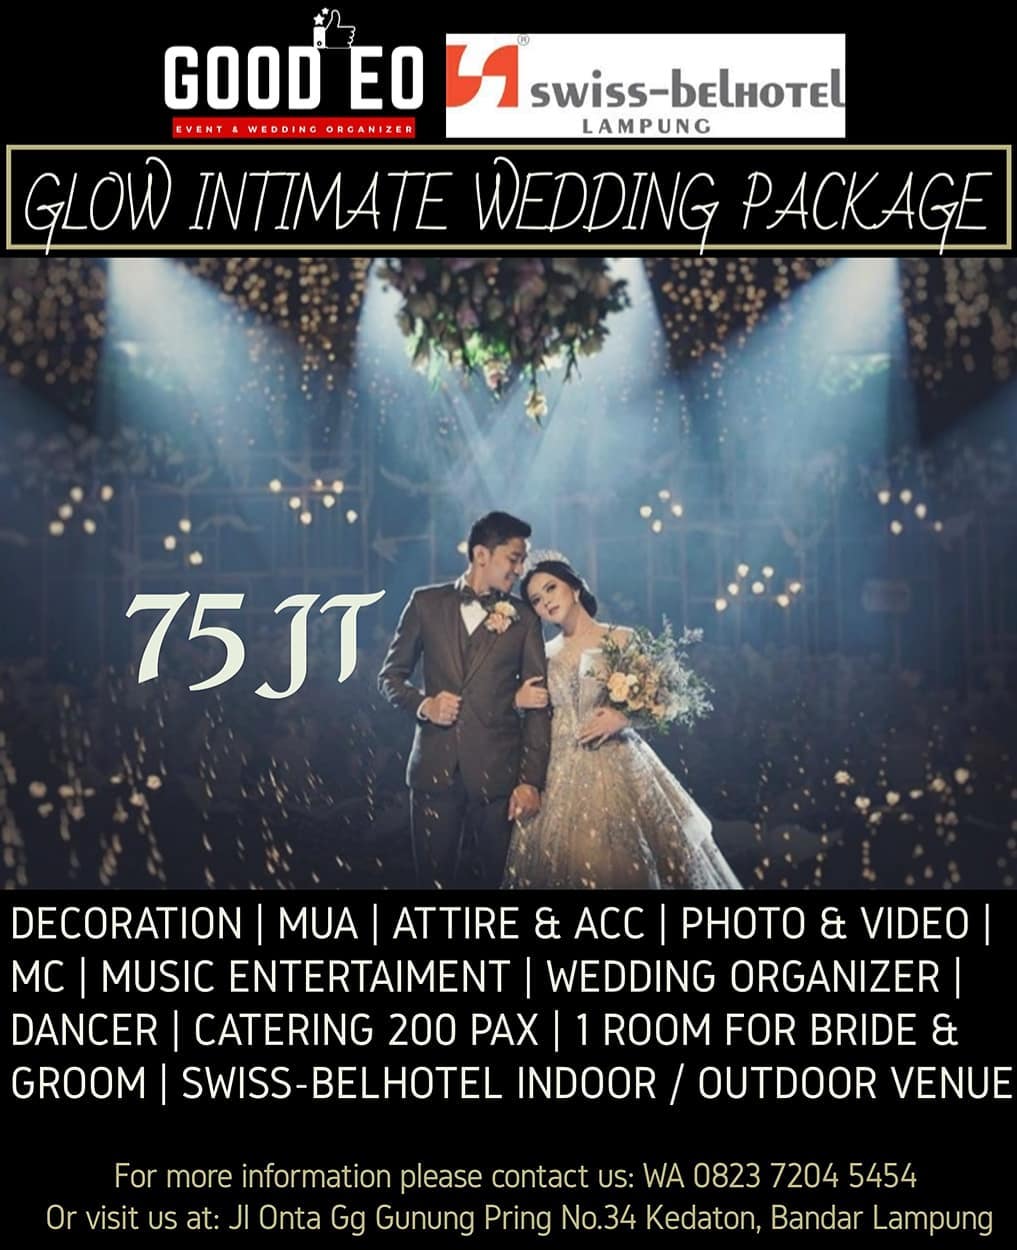 GOOD EO
EVENT & WEDDING ORGANIZER
swiss-belHOTEL
LAMPUNG
GLOW INTIMATE WEDDING PACKAGE
75 JT
DECORATION | MUA | ATTIRE & ACC | PHOTO & VIDEO |
MC | MUSIC ENTERTAIMENT | WEDDING ORGANIZER |
DANCER | CATERING 200 PAX | 1 ROOM FOR BRIDE &
GROOM | SWISS-BELHOTEL INDOOR / OUTDOOR VENUE
For more information please contact us: WA 0823 7204 5454
Or visit us at: Jl Onta Gg Gunung Pring No.34 Kedaton, Bandar Lampung